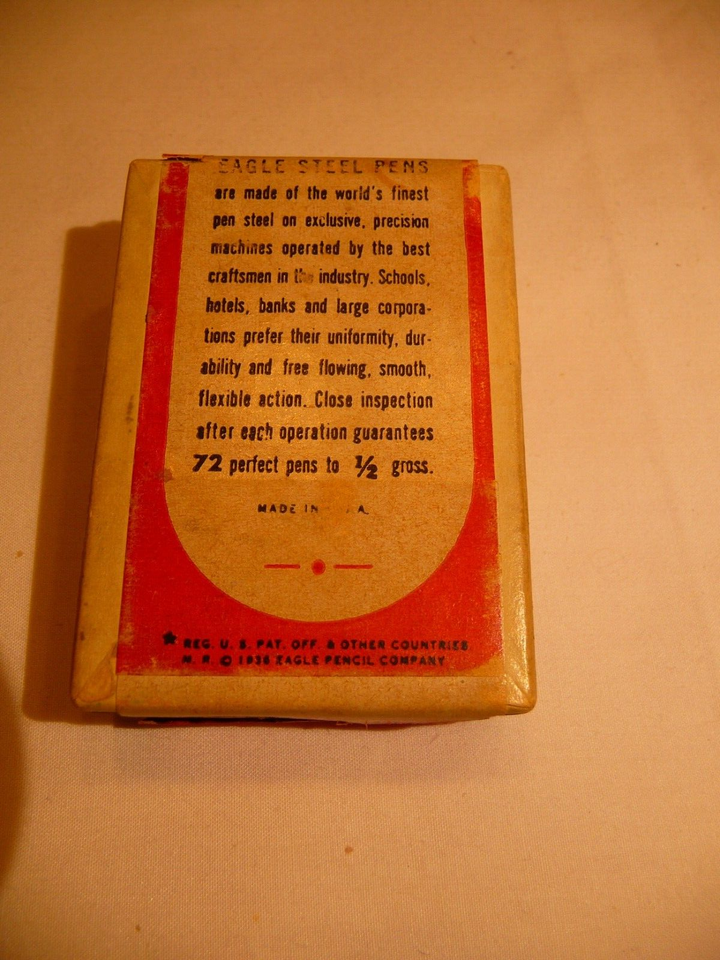 EAGLE STEEL PENS
are made of the world's finest
pen steel on exclusive, precision
machines operated by the best
craftsmen in the industry. Schools,
hotels, banks and large corpora-
tions prefer their uniformity, dur-
ability and free flowing, smooth,
flexible action. Close inspection
after each operation guarantees
72 perfect pens to ½ gross.
MADE IN A.
★ REG. U. S. PAT. OFF. & OTHER COUNTRIES
M. R. © 1938 EAGLE PENCIL COMPANY